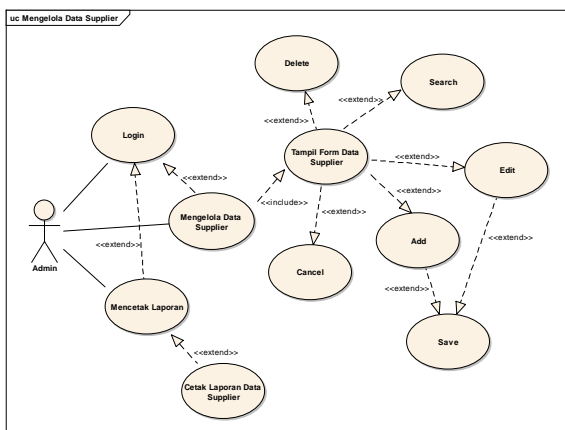 uc Mengelola Data Supplier
Delete
Search
<<extend>>
<<extend>>
Login
Tampil Form Data
Supplier
<<extend>>
Edit
<<extend>>
<<extend>>
<<include>>
Mengelola Data
Supplier
<<extend>>
Add
<<extend>>
Admin
<<extend>>
Cancel
<<extend>>
Mencetak Laporan
Save
<<extend>>
Cetak Laporan Data
Supplier